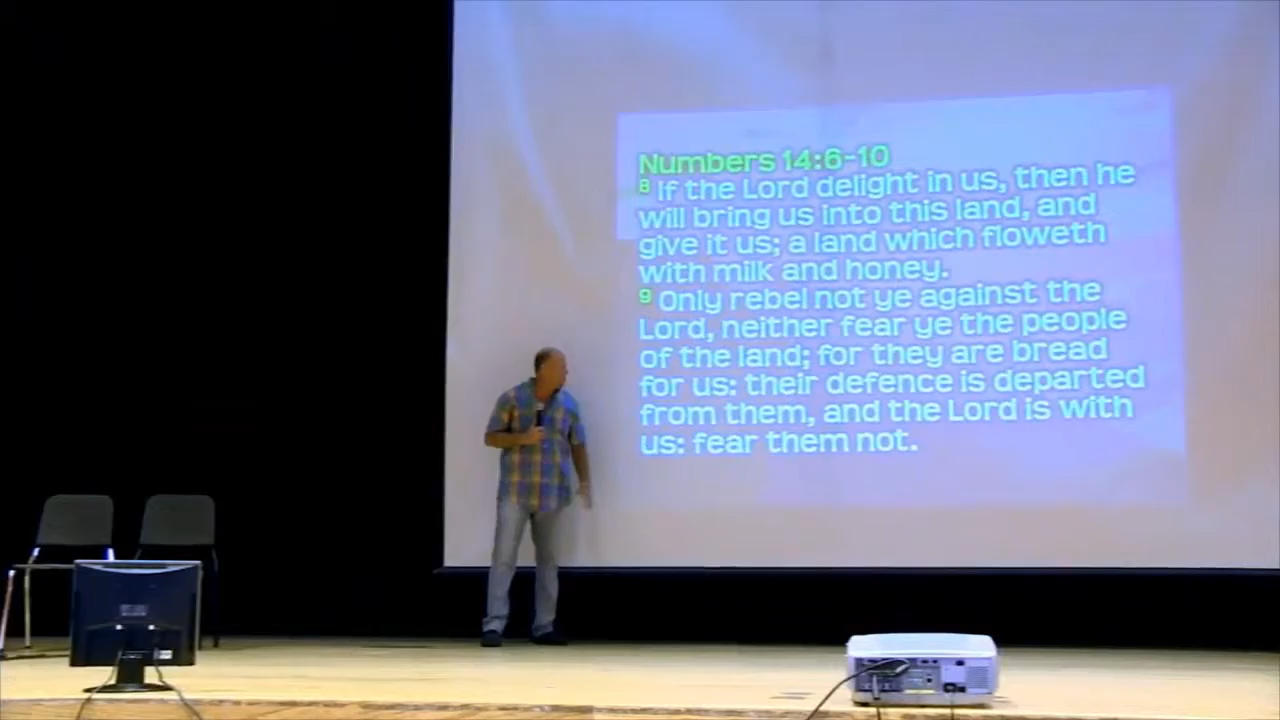 Numbers 14:6-10
8 If the Lord delight in us, then he
will bring us into this land, and
give it us; a land which floweth
with milk and honey.
9 Only rebel not ye against the
Lord, neither fear ye the people
of the land; for they are bread
for us: their defence is departed
from them, and the Lord is with
us: fear them not.